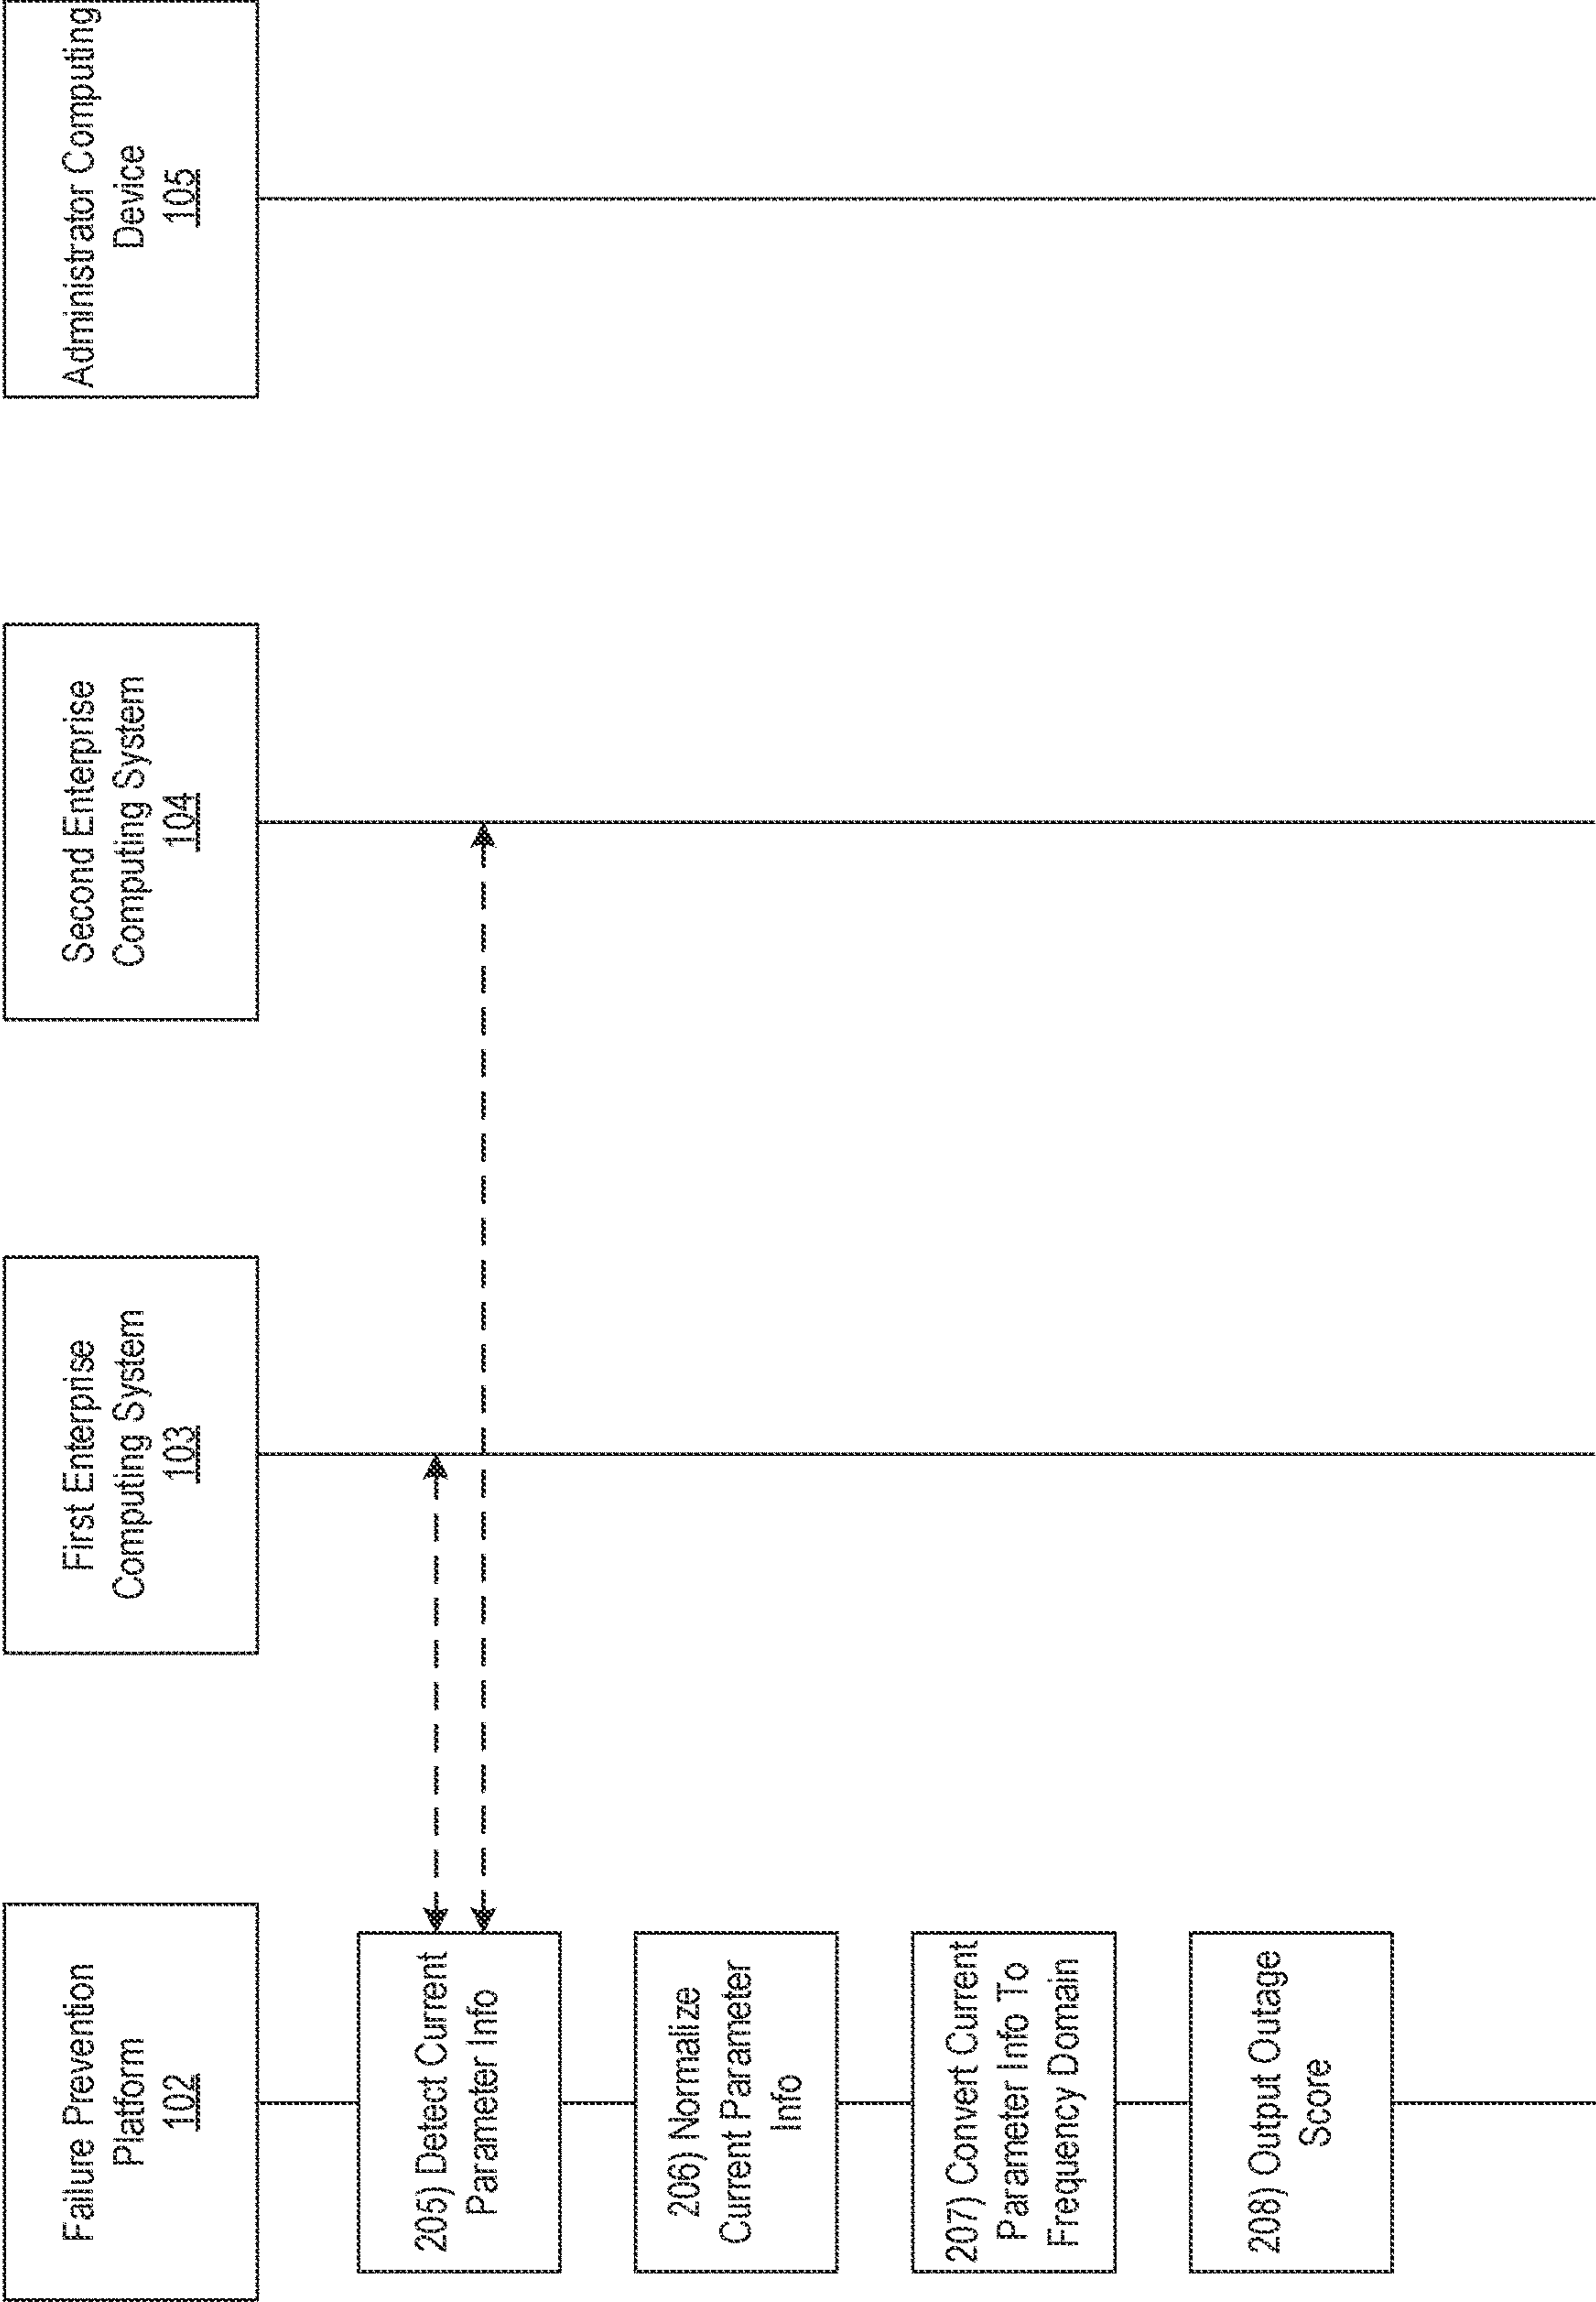 Failure Prevention
Platform
102
First Enterprise
Computing System
103
Second Enterprise
Computing System
104
Administrator Computing
Device
105
205) Detect Current
Parameter Info
206) Normalize
Current Parameter
Info
207) Convert Current
Parameter Info To
Frequency Domain
208) Output Outage
Score